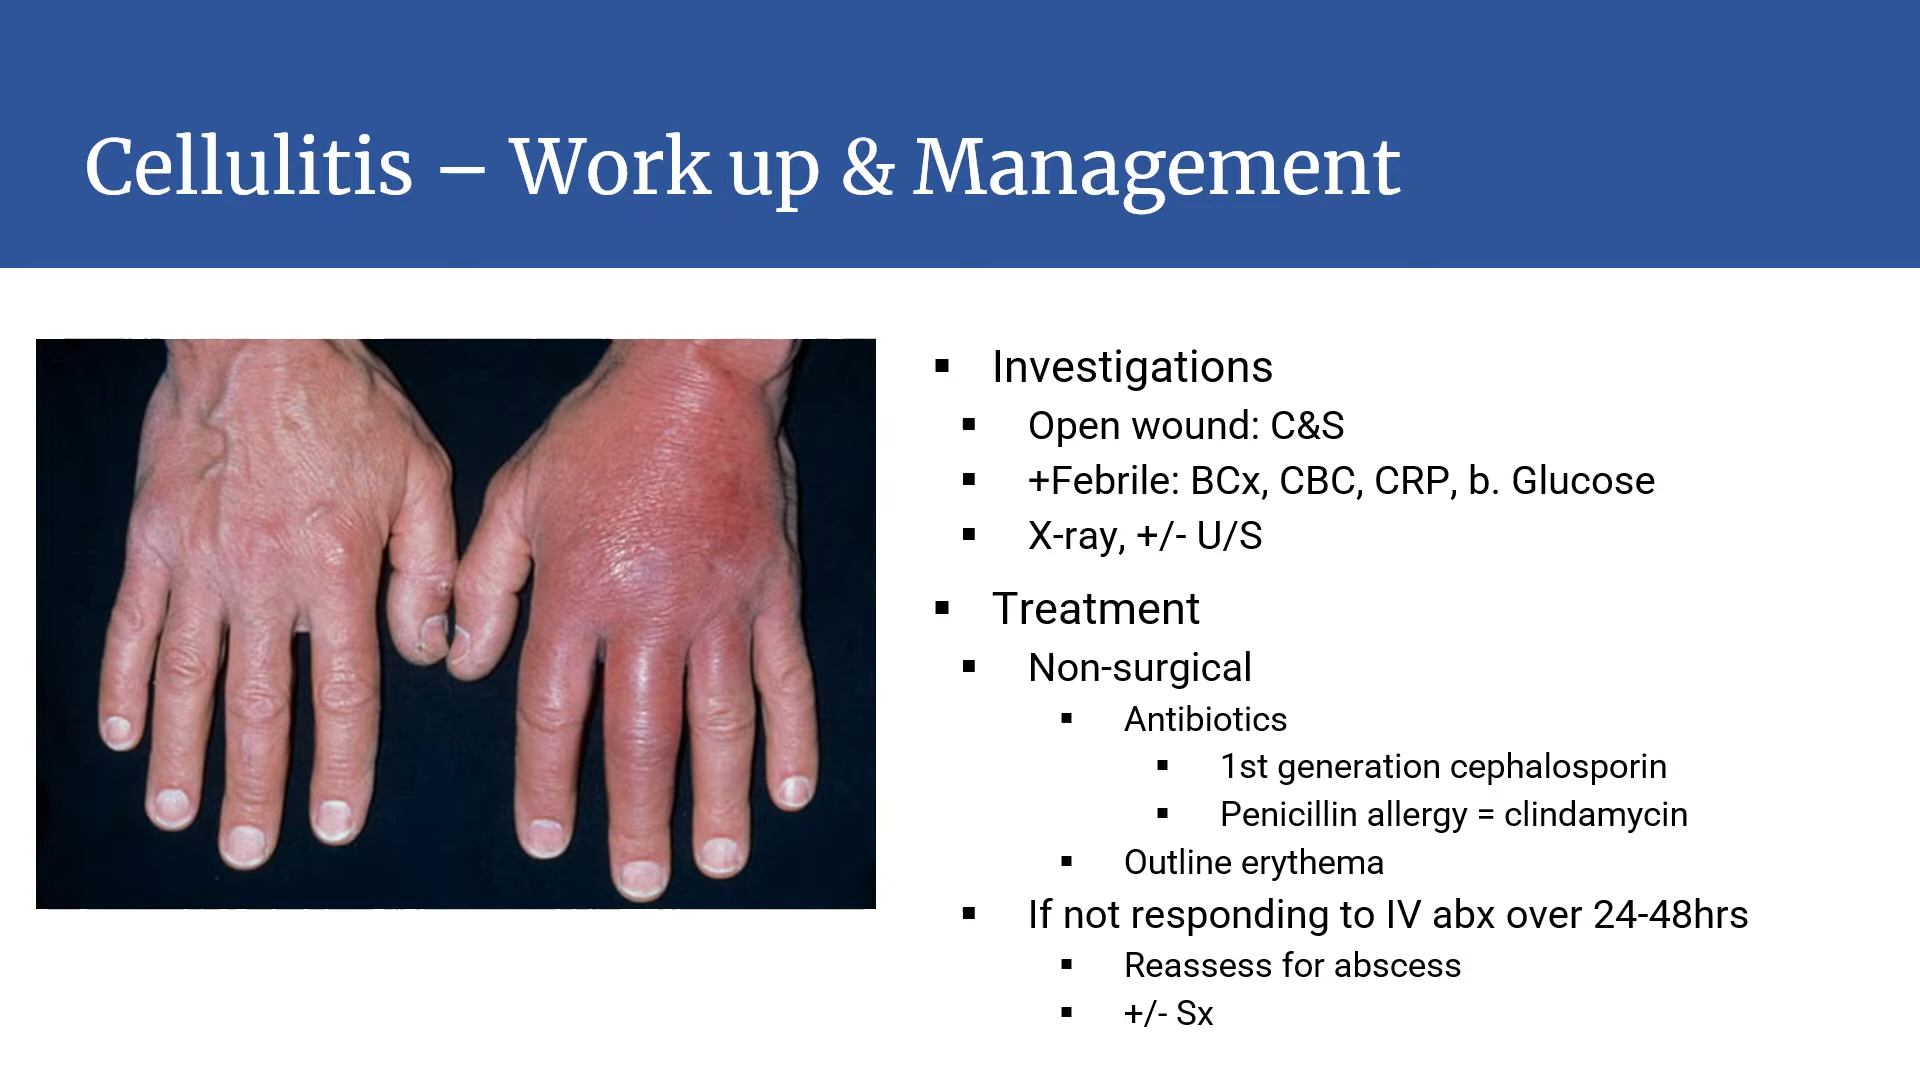 Cellulitis – Work up & Management
▪ Investigations
▪ Open wound: C&S
▪ +Febrile: BCx, CBC, CRP, b. Glucose
▪ X-ray, +/- U/S
▪ Treatment
▪ Non-surgical
▪ Antibiotics
▪ 1st generation cephalosporin
▪ Penicillin allergy = clindamycin
▪ Outline erythema
▪ If not responding to IV abx over 24-48hrs
▪ Reassess for abscess
▪ +/- Sx